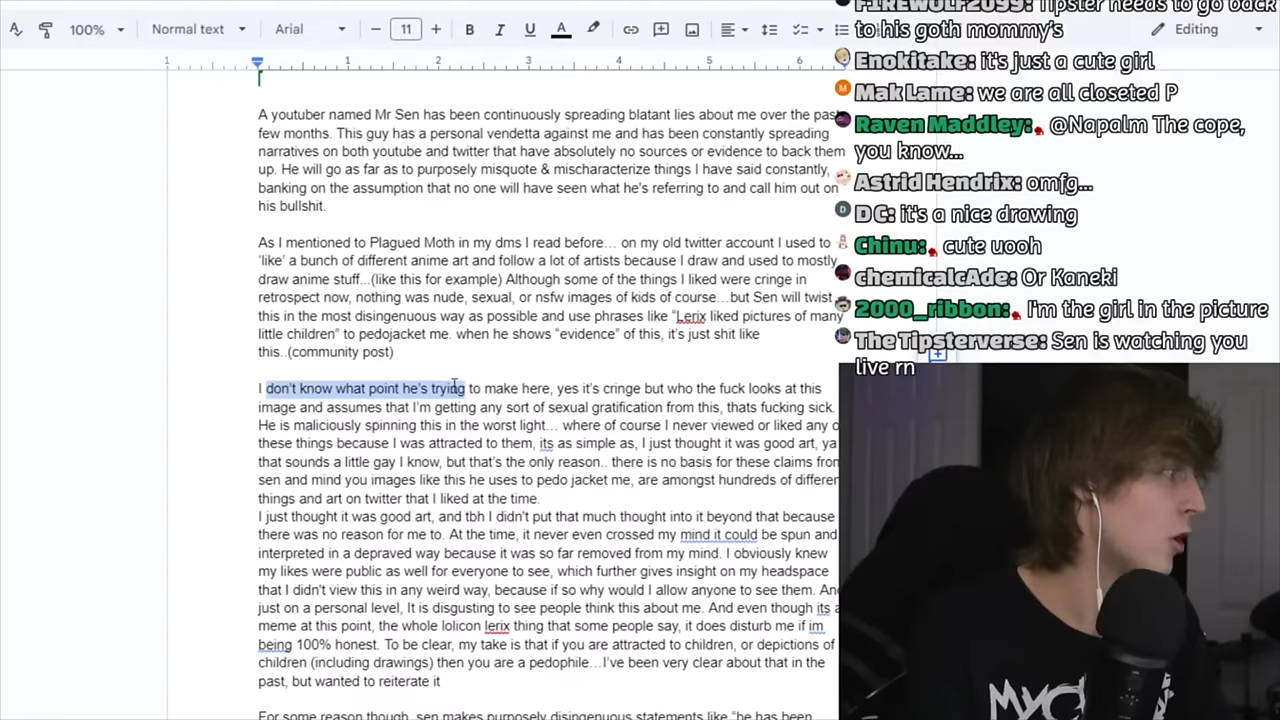 100%
Normal text
Arial
11
B I U A
Editing
1 1 2 3 4 5 6
A youtuber named Mr Sen has been continuously spreading blatant lies about me over the past
few months. This guy has a personal vendetta against me and has been constantly spreading
narratives on both youtube and twitter that have absolutely no sources or evidence to back them
up. He will go as far as to purposely misquote & mischaracterize things I have said constantly,
banking on the assumption that no one will have seen what he's referring to and call him out on
his bullshit.
As I mentioned to Plagued Moth in my dms I read before... on my old twitter account I used to
'like' a bunch of different anime art and follow a lot of artists because I draw and used to mostly
draw anime stuff...(like this for example) Although some of the things I liked were cringe in
retrospect now, nothing was nude, sexual, or nsfw images of kids of course...but Sen will twist
this in the most disingenuous way as possible and use phrases like "Lerix liked pictures of many
little children" to pedojacket me. when he shows "evidence" of this, it's just shit like
this..(community post)
I don't know what point he's trying to make here, yes it's cringe but who the fuck looks at this
image and assumes that I'm getting any sort of sexual gratification from this, thats fucking sick.
He is maliciously spinning this in the worst light... where of course I never viewed or liked any o
these things because I was attracted to them, its as simple as, I just thought it was good art, ya
that sounds a little gay I know, but that's the only reason.. there is no basis for these claims from
sen and mind you images like this he uses to pedo jacket me, are amongst hundreds of differen
things and art on twitter that I liked at the time.
I just thought it was good art, and tbh I didn't put that much thought into it beyond that because
there was no reason for me to. At the time, it never even crossed my mind it could be spun and
interpreted in a depraved way because it was so far removed from my mind. I obviously knew
my likes were public as well for everyone to see, which further gives insight on my headspace
that I didn't view this in any weird way, because if so why would I allow anyone to see them. And
just on a personal level, It is disgusting to see people think this about me. And even though its a
meme at this point, the whole lolicon lerix thing that some people say, it does disturb me if im
being 100% honest. To be clear, my take is that if you are attracted to children, or depictions of
children (including drawings) then you are a pedophile...I've been very clear about that in the
past, but wanted to reiterate it
For some reason though, sen makes purposely disingenuous statements like "he has been
FIREWOLF2099: Tipster needs to go back
to his goth mommy's
Enokitake: it's just a cute girl
Mak Lame: we are all closeted P
Raven Maddley: @Napalm The cope,
you know...
Astrid Hendrix: omfg...
D C: it's a nice drawing
Chinu: cute uooh
chemicalcAde: Or Kaneki
2000_ribbon: I'm the girl in the picture
The Tipsterverse: Sen is watching you
live rn